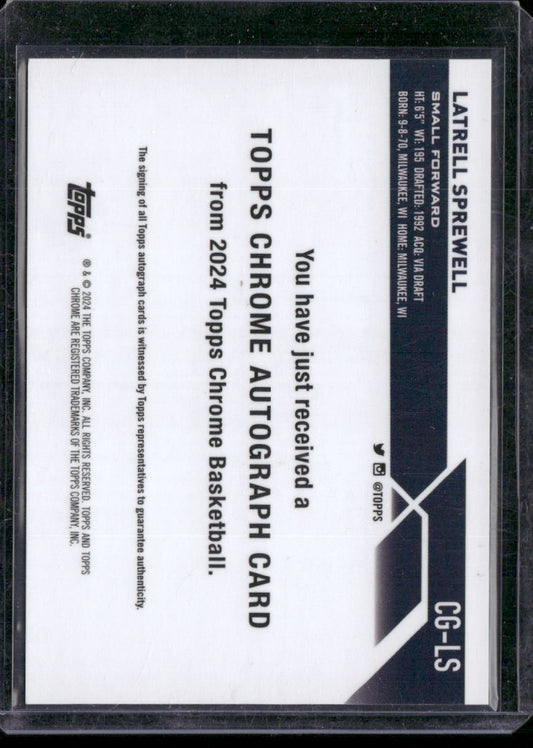 LATRELL SPREWELL
SMALL FORWARD
HT: 6'5" WT: 195 DRAFTED: 1992 ACQ: VIA DRAFT
BORN: 9-8-70, MILWAUKEE, WI HOME: MILWAUKEE, WI
@TOPPS
CG-LS
You have just received a
TOPPS CHROME AUTOGRAPH CARD
from 2024 Topps Chrome Basketball.
The signing of all Topps autograph cards is witnessed by Topps representatives to guarantee authenticity.
topps®
® & © 2024 THE TOPPS COMPANY, INC. ALL RIGHTS RESERVED. TOPPS AND TOPPS
CHROME ARE REGISTERED TRADEMARKS OF THE TOPPS COMPANY, INC.